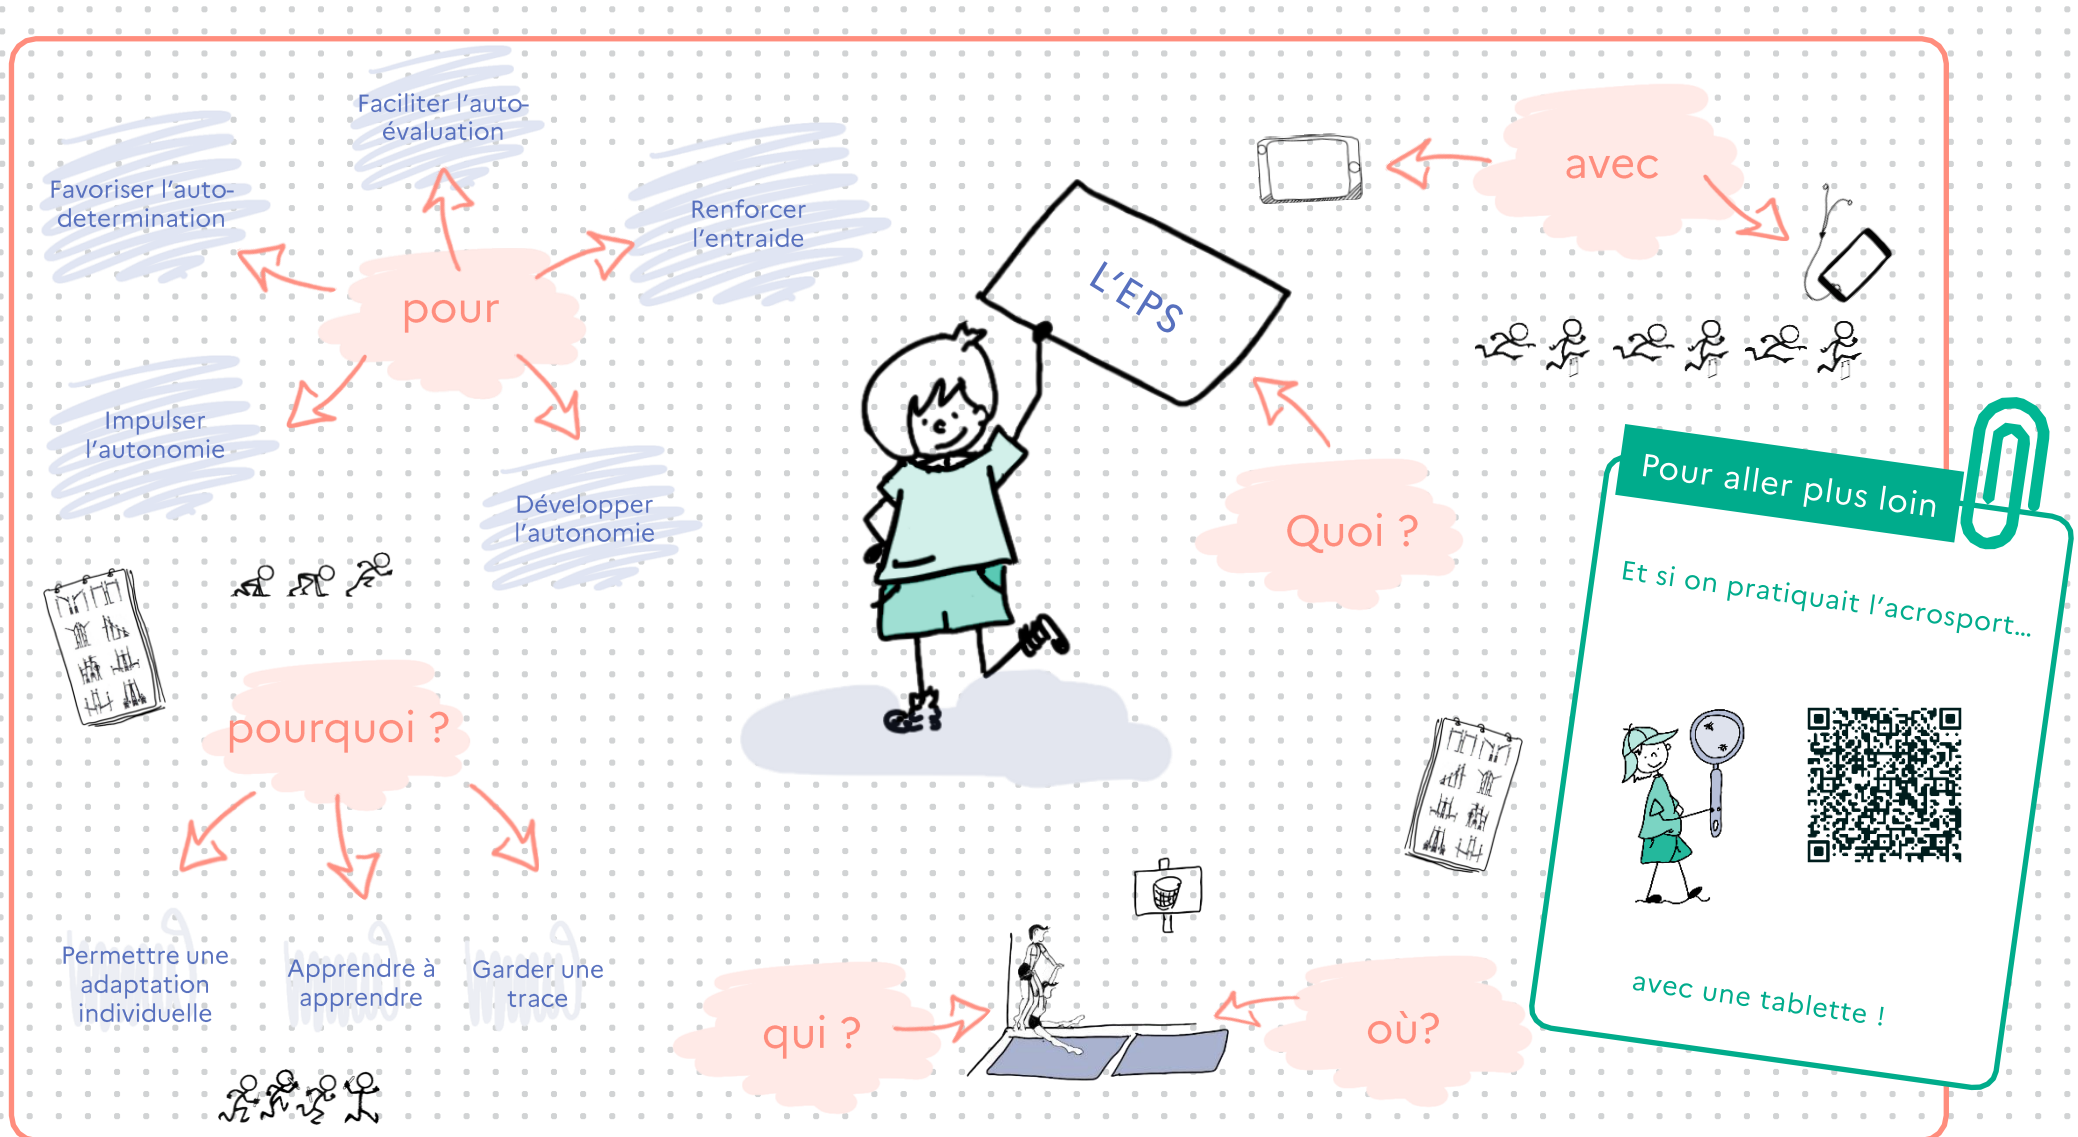 Faciliter l'auto-
évaluation
Favoriser l'auto-
determination
Renforcer
l'entraide
pour
Impulser
l'autonomie
Développer
l'autonomie
L'EPS
avec
Quoi ?
pourquoi ?
Permettre une
adaptation
individuelle
Apprendre à
apprendre
Garder une
trace
qui ?
où?
Pour aller plus loin
Et si on pratiquait l'acrosport...
avec une tablette !